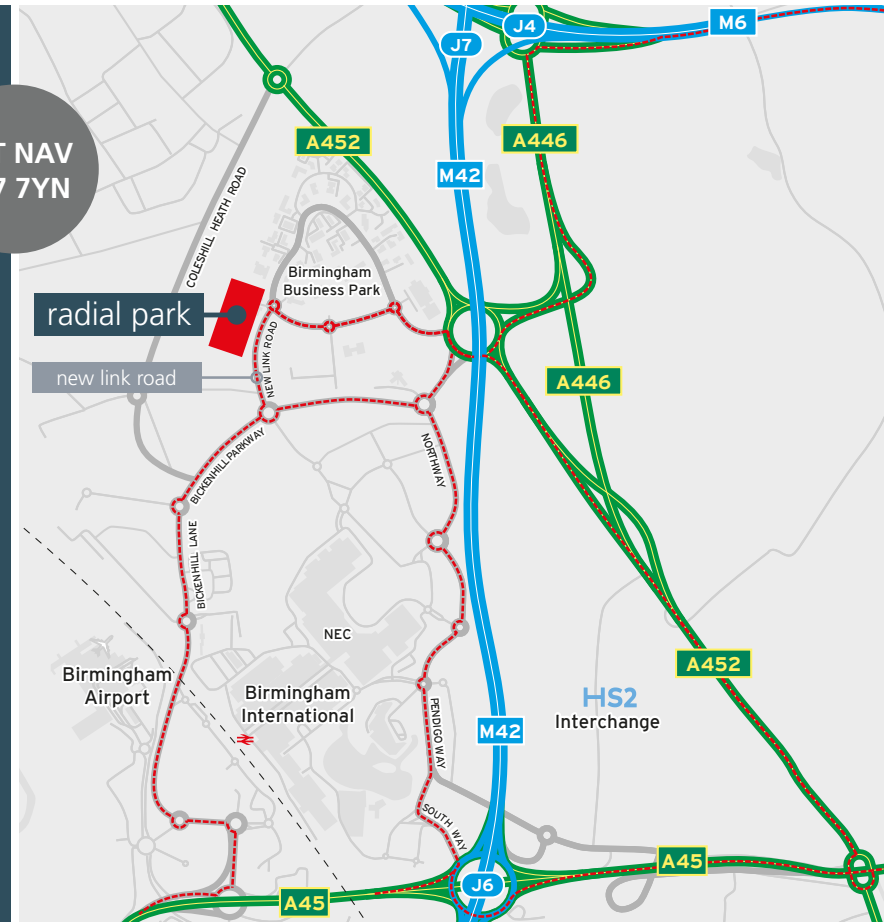 J4
M6
J7
A452
A446
T NAV
7 7YN
M42
COLESHILL HEATH ROAD
Birmingham
Business Park
radial park
NEW LINK ROAD
new link road
A446
BICKENHILL PARKWAY
NORTHWAY
BICKENHILL LANE
NEC
A452
Birmingham
Airport
Birmingham
International
HS2
Interchange
M42
PENDIGO WAY
SOUTH WAY
A45
J6
A45